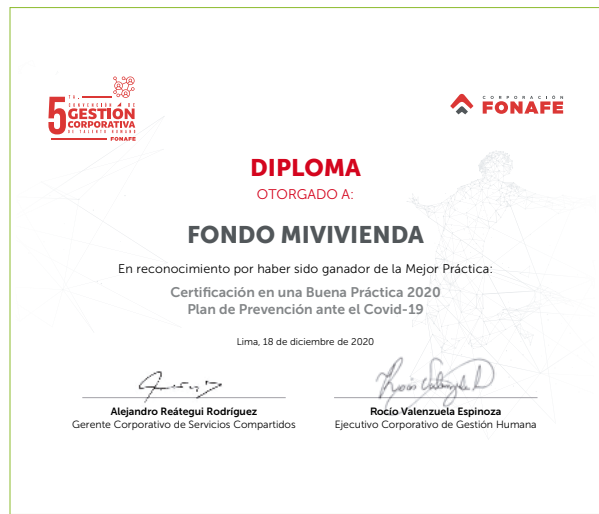 5
TA.
CONVENCIÓN DE
GESTIÓN
CORPORATIVA
DE TALENTO HUMANO
FONAFE
CORPORACIÓN
FONAFE
DIPLOMA
OTORGADO A:
FONDO MIVIVIENDA
En reconocimiento por haber sido ganador de la Mejor Práctica:
Certificación en una Buena Práctica 2020
Plan de Prevención ante el Covid-19
Lima, 18 de diciembre de 2020
Alejandro Reátegui Rodríguez
Gerente Corporativo de Servicios Compartidos
Rocío Valenzuela Espinoza
Ejecutivo Corporativo de Gestión Humana